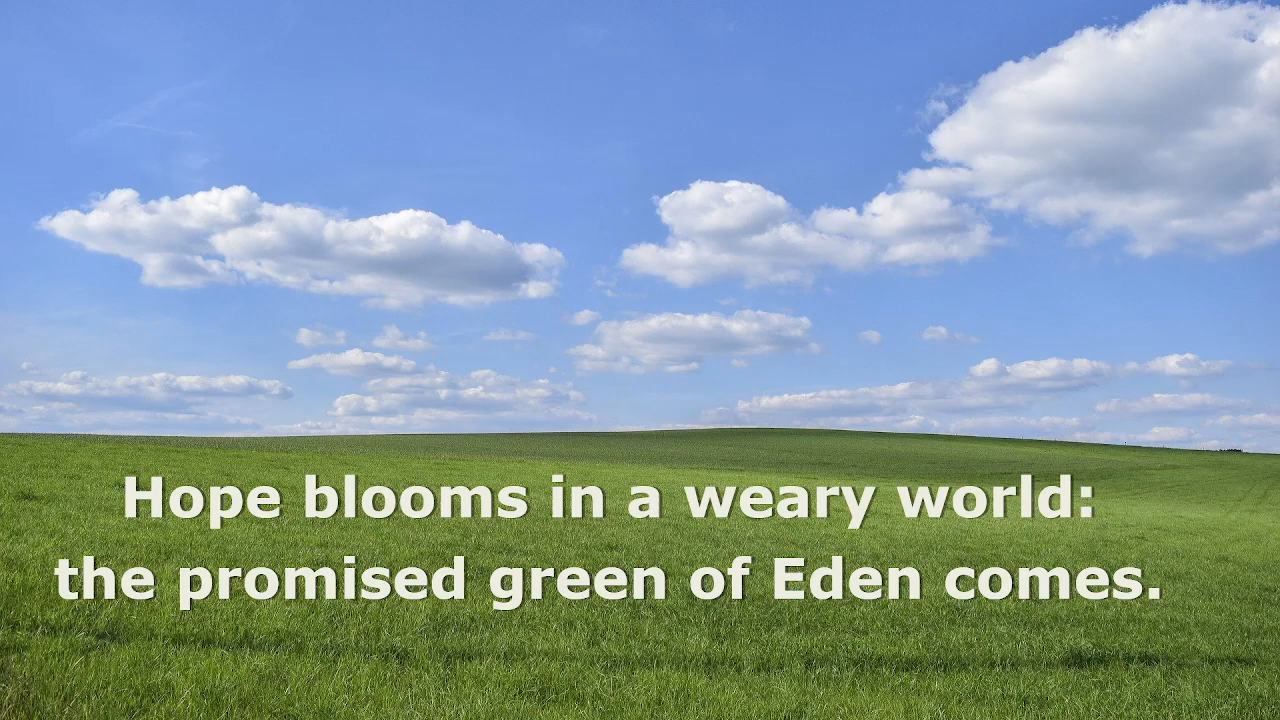 Hope blooms in a weary world:
the promised green of Eden comes.